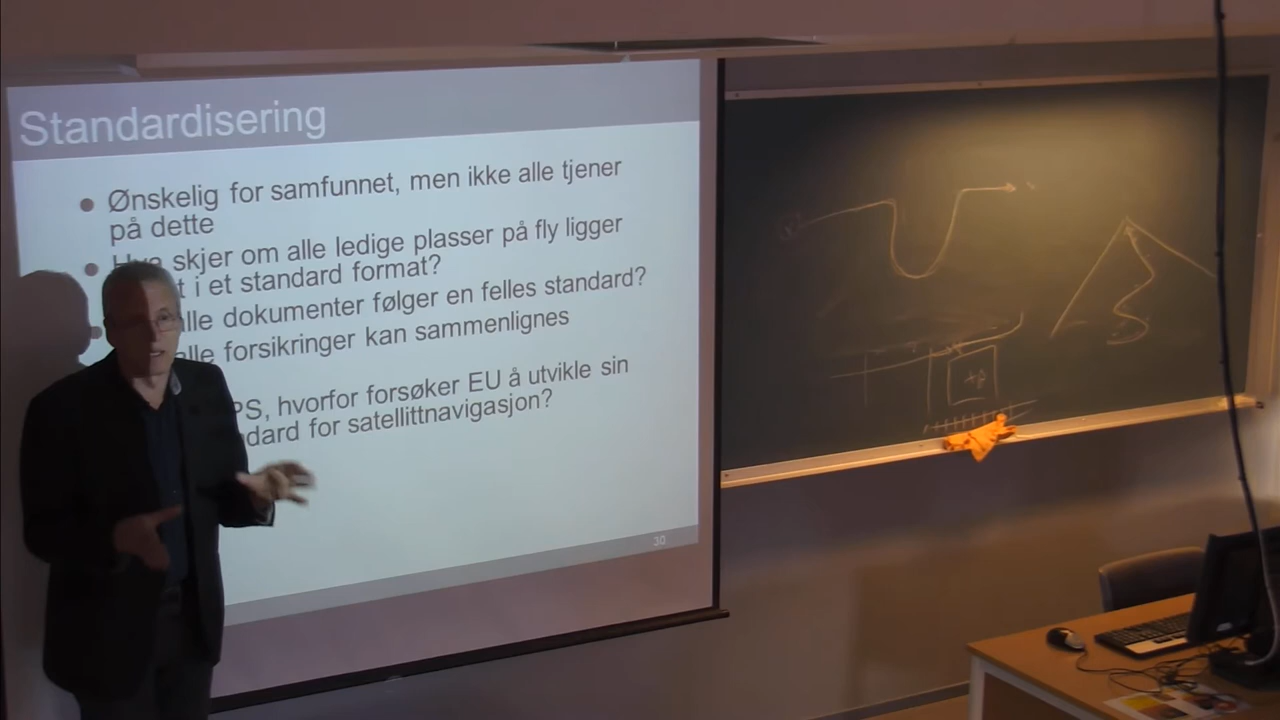 Standardisering
• Ønskelig for samfunnet, men ikke alle tjener
på dette
• skjer om alle ledige plasser på fly ligger
i et standard format?
• dokumenter følger en felles standard?
forsikringer kan sammenlignes
hvorfor forsøker EU å utvikle sin
for satellittnavigasjon?
30